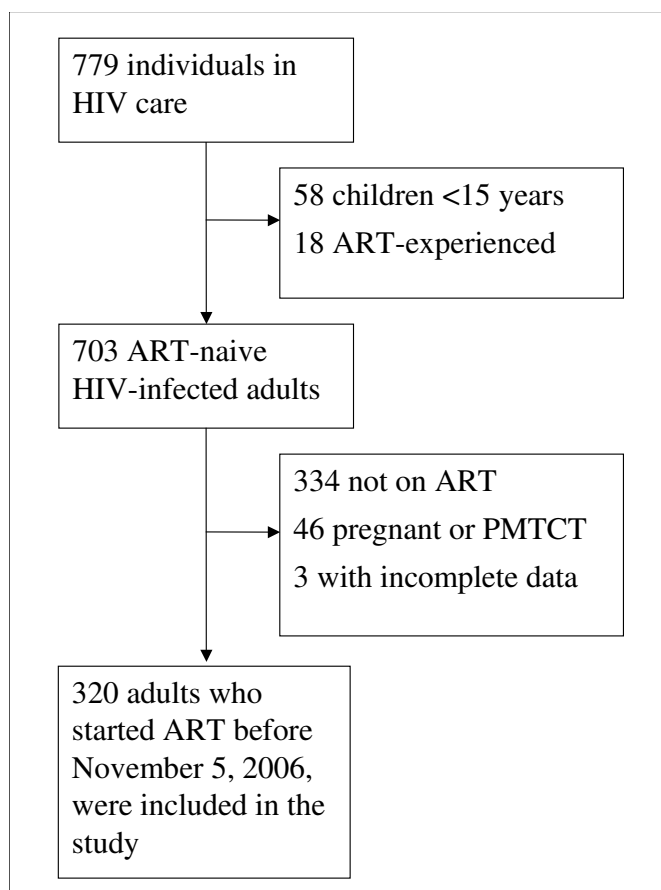 779 individuals in
HIV care
58 children <15 years
18 ART-experienced
703 ART-naive
HIV-infected adults
334 not on ART
46 pregnant or PMTCT
3 with incomplete data
320 adults who
started ART before
November 5, 2006,
were included in the
study